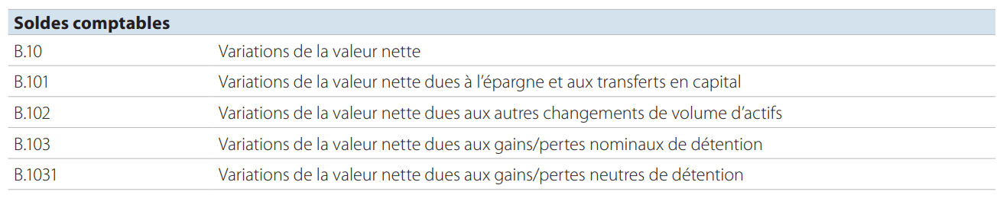 Soldes comptables
B.10 Variations de la valeur nette
B.101 Variations de la valeur nette dues à l’épargne et aux transferts en capital
B.102 Variations de la valeur nette dues aux autres changements de volume d’actifs
B.103 Variations de la valeur nette dues aux gains/pertes nominaux de détention
B.1031 Variations de la valeur nette dues aux gains/pertes neutres de détention